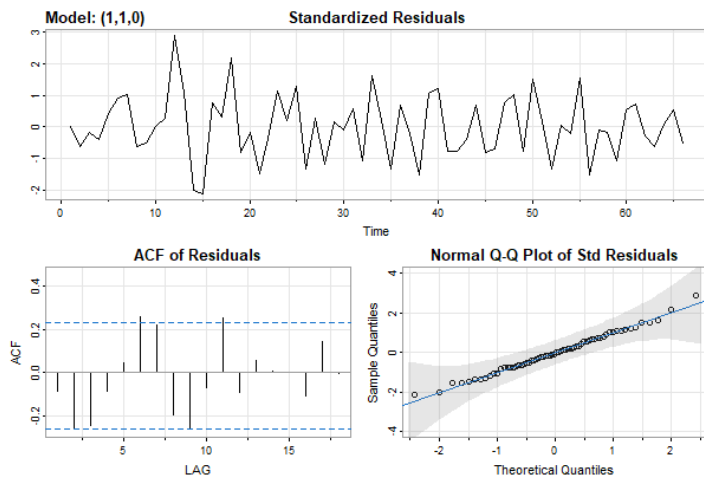 Model: (1,1,0) Standardized Residuals
3
2
1
0
-1
-2
0 10 20 30 40 50 60
Time
ACF of Residuals
0.4
0.2
0.0
-0.2
ACF
5 10 15
LAG
Normal Q-Q Plot of Std Residuals
4
2
0
-2
-4
Sample Quantiles
-2 -1 0 1 2
Theoretical Quantiles